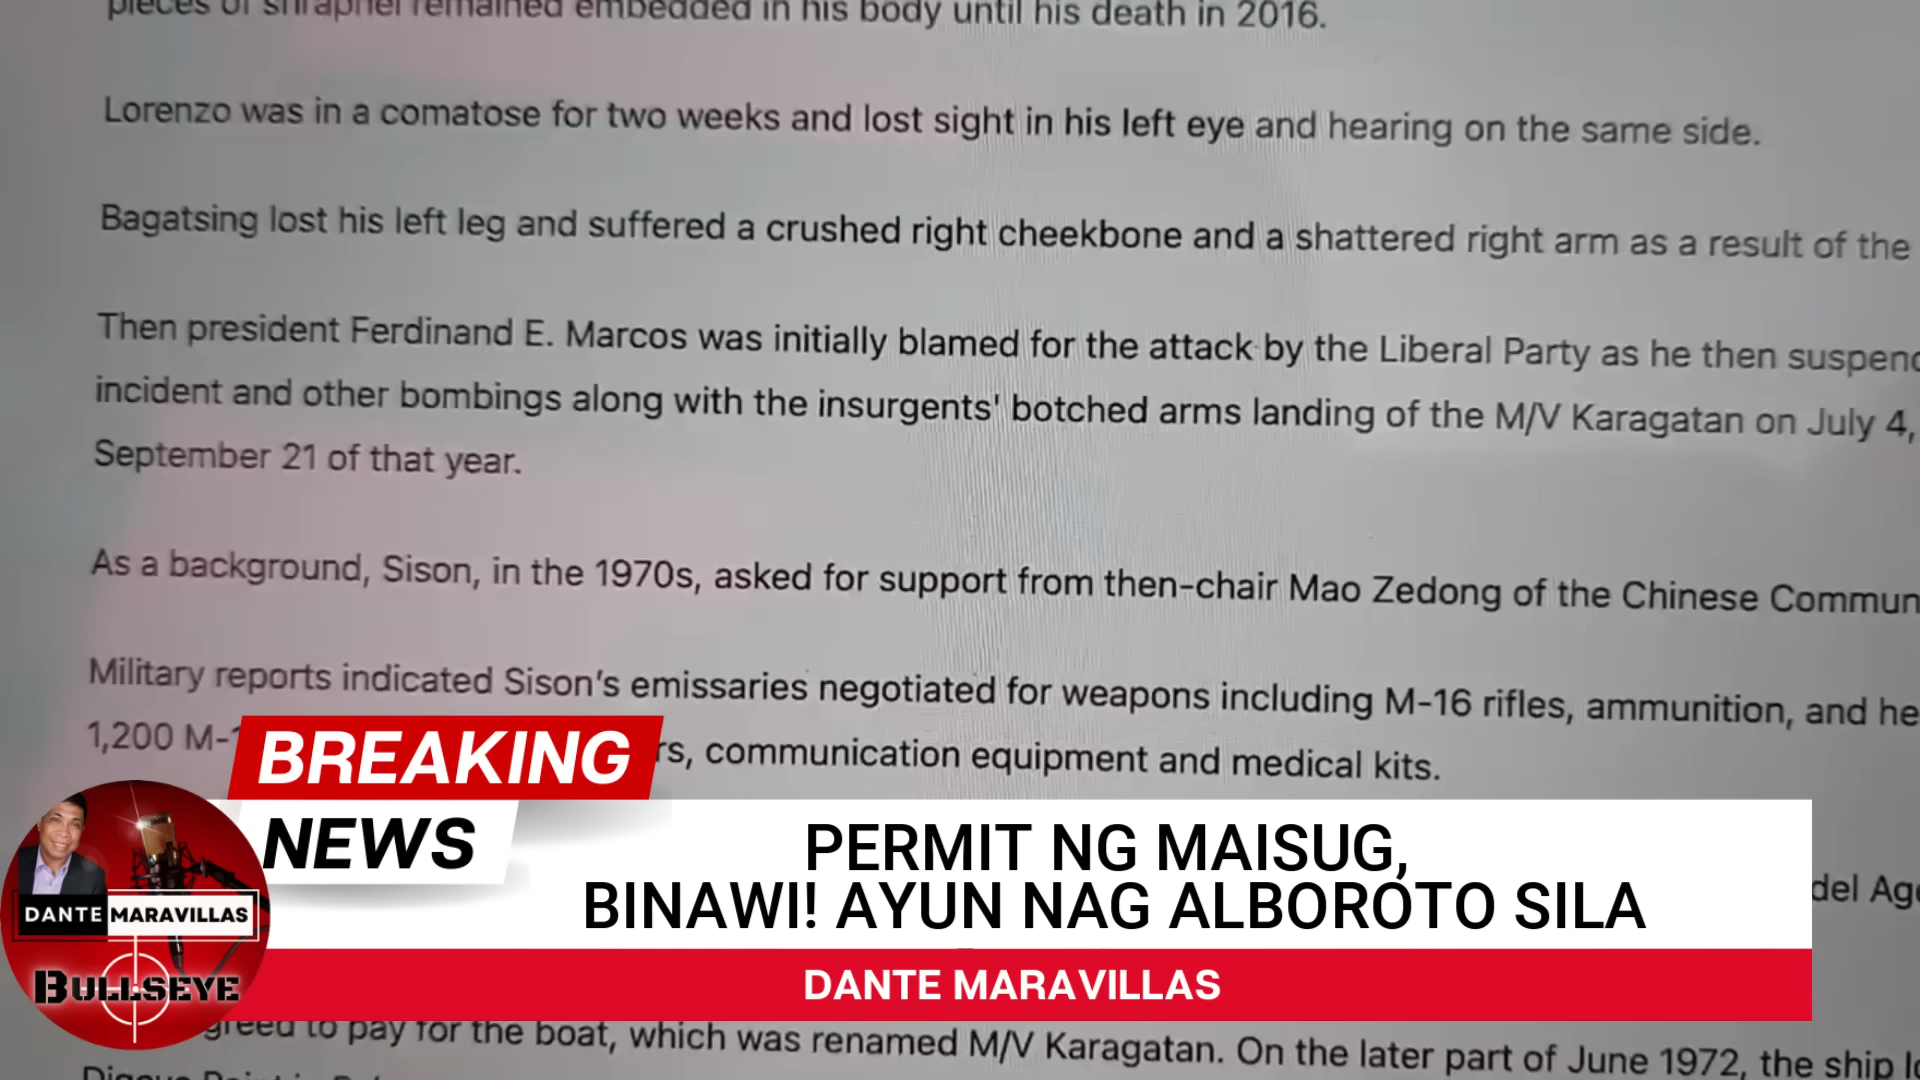 pieces of shrapnel remained embedded in his body until his death in 2016.
Lorenzo was in a comatose for two weeks and lost sight in his left eye and hearing on the same side.
Bagatsing lost his left leg and suffered a crushed right cheekbone and a shattered right arm as a result of the
Then president Ferdinand E. Marcos was initially blamed for the attack by the Liberal Party as he then
incident and other bombings along with the insurgents' botched arms landing of the M/V Karagatan on July 4,
September 21 of that year.
As a background, Sison, in the 1970s, asked for support from then-chair Mao Zedong of the Chinese
Military reports indicated Sison's emissaries negotiated for weapons including M-16 rifles, ammunition, and
1,200 communication equipment and medical kits.
BREAKING
NEWS
PERMIT NG MAISUG,
BINAWI! AYUN NAG ALBOROTO SILA
del
DANTE MARAVILLAS
BULLSEYE
DANTE MARAVILLAS
to pay for the boat, which was renamed M/V Karagatan. On the later part of June 1972, the ship